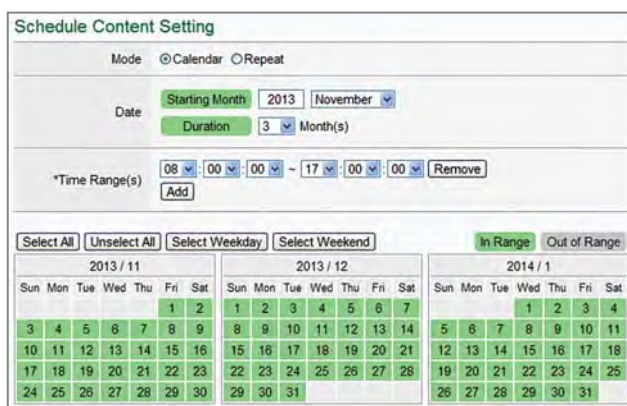 Schedule Content Setting
Mode Calendar Repeat
Date Starting Month 2013 November
Duration 3 Month(s)
*Time Range(s) 08 : 00 : 00 ~ 17 : 00 : 00 Remove
Add
Select All Unselect All Select Weekday Select Weekend In Range Out of Range
2013 / 11 2013 / 12 2014 / 1
Sun Mon Tue Wed Thu Fri Sat Sun Mon Tue Wed Thu Fri Sat Sun Mon Tue Wed Thu Fri Sat
1 2 1 2 3 4 5 6 7 1 2 3 4
3 4 5 6 7 8 9 8 9 10 11 12 13 14 5 6 7 8 9 10 11
10 11 12 13 14 15 16 15 16 17 18 19 20 21 12 13 14 15 16 17 18
17 18 19 20 21 22 23 22 23 24 25 26 27 28 19 20 21 22 23 24 25
24 25 26 27 28 29 30 29 30 31 26 27 28 29 30 31